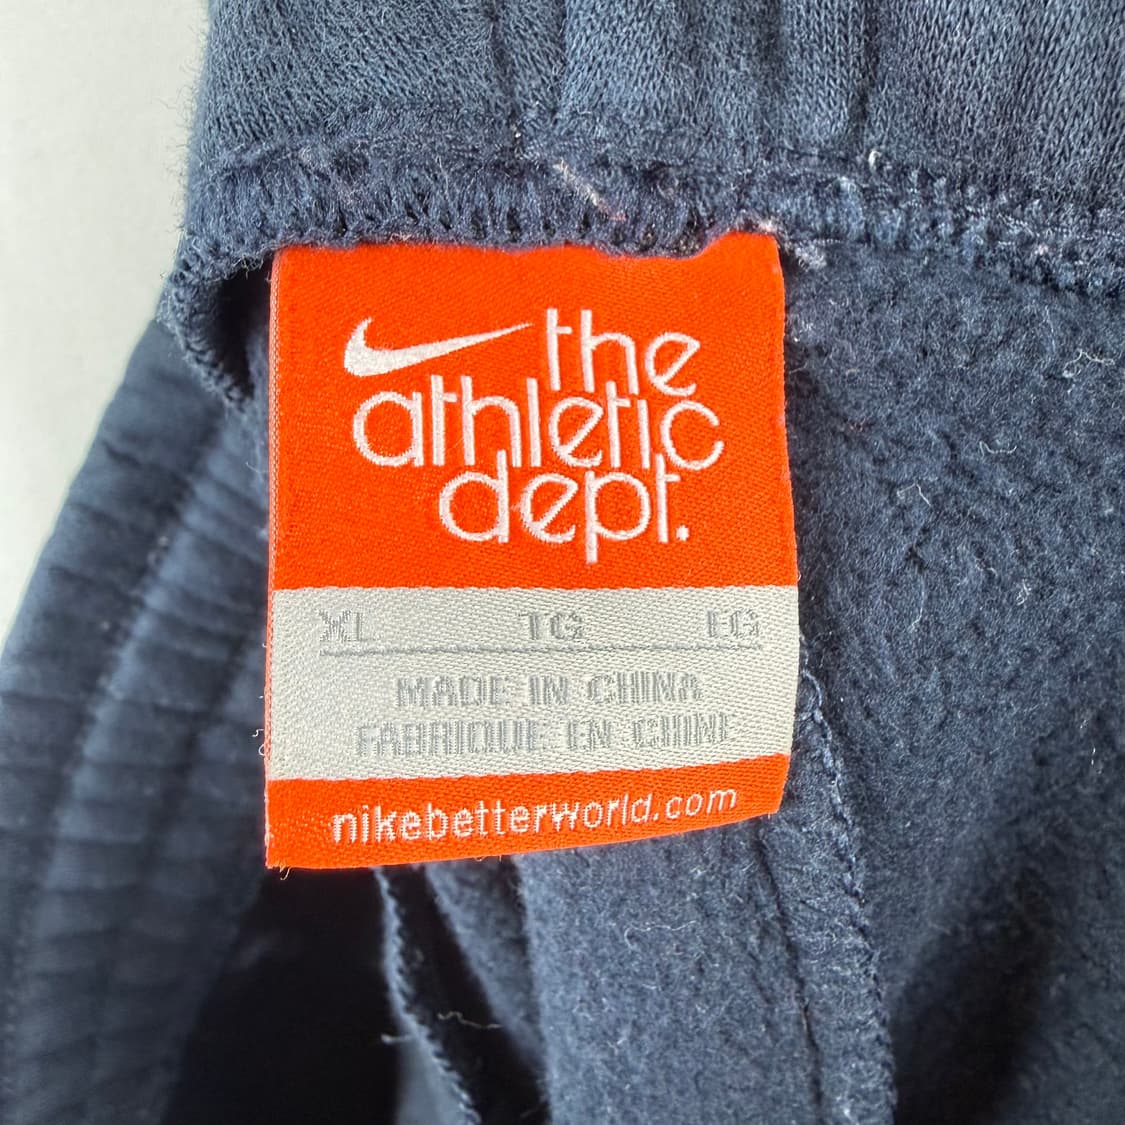 the
athletic
dept.
XL TG EG
MADE IN CHINA
FABRIQUE EN CHINE
nikebetterworld.com